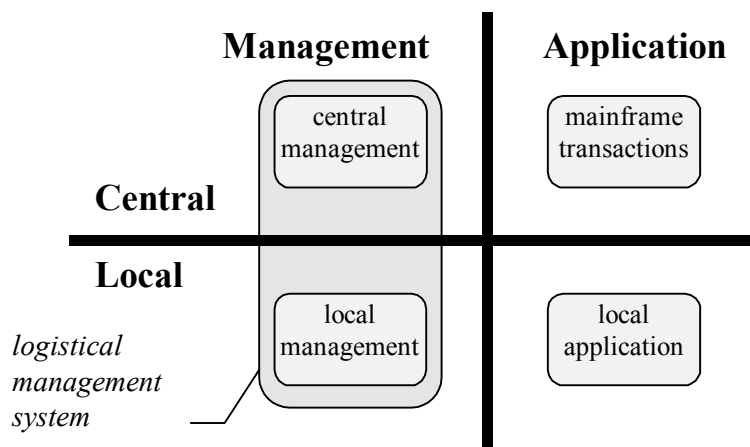 Management
Application
central
management
mainframe
transactions
Central
Local
local
management
local
application
logistical
management
system